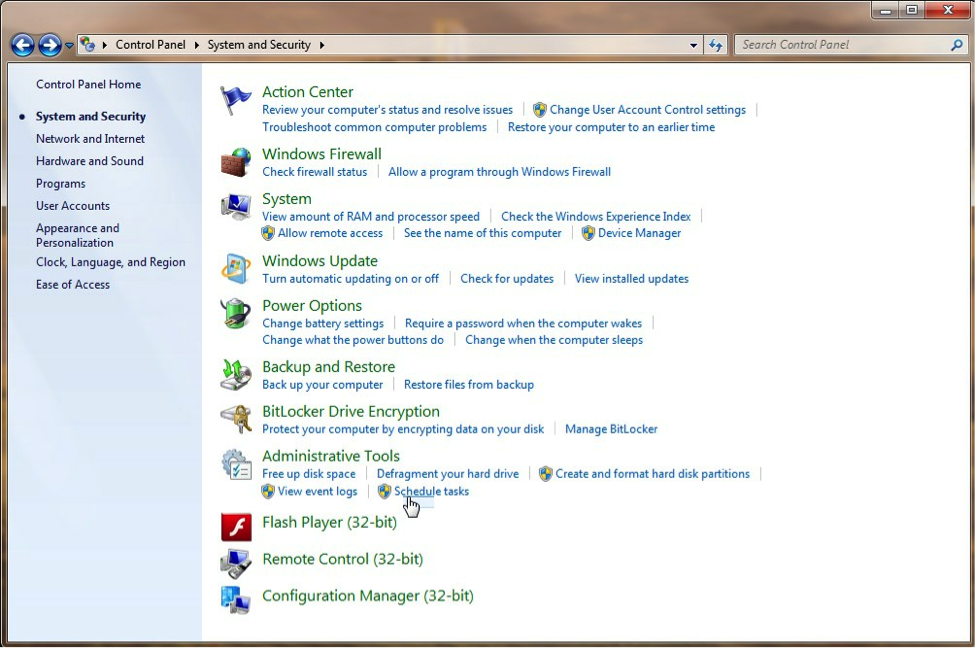 Control Panel System and Security Search Control Panel
Control Panel Home
System and Security
Network and Internet
Hardware and Sound
Programs
User Accounts
Appearance and
Personalization
Clock, Language, and Region
Ease of Access
Action Center
Review your computer's status and resolve issues Change User Account Control settings
Troubleshoot common computer problems Restore your computer to an earlier time
Windows Firewall
Check firewall status Allow a program through Windows Firewall
System
View amount of RAM and processor speed Check the Windows Experience Index
Allow remote access See the name of this computer Device Manager
Windows Update
Turn automatic updating on or off Check for updates View installed updates
Power Options
Change battery settings Require a password when the computer wakes
Change what the power buttons do Change when the computer sleeps
Backup and Restore
Back up your computer Restore files from backup
BitLocker Drive Encryption
Protect your computer by encrypting data on your disk Manage BitLocker
Administrative Tools
Free up disk space Defragment your hard drive Create and format hard disk partitions
View event logs Schedule tasks
Flash Player (32-bit)
Remote Control (32-bit)
Configuration Manager (32-bit)